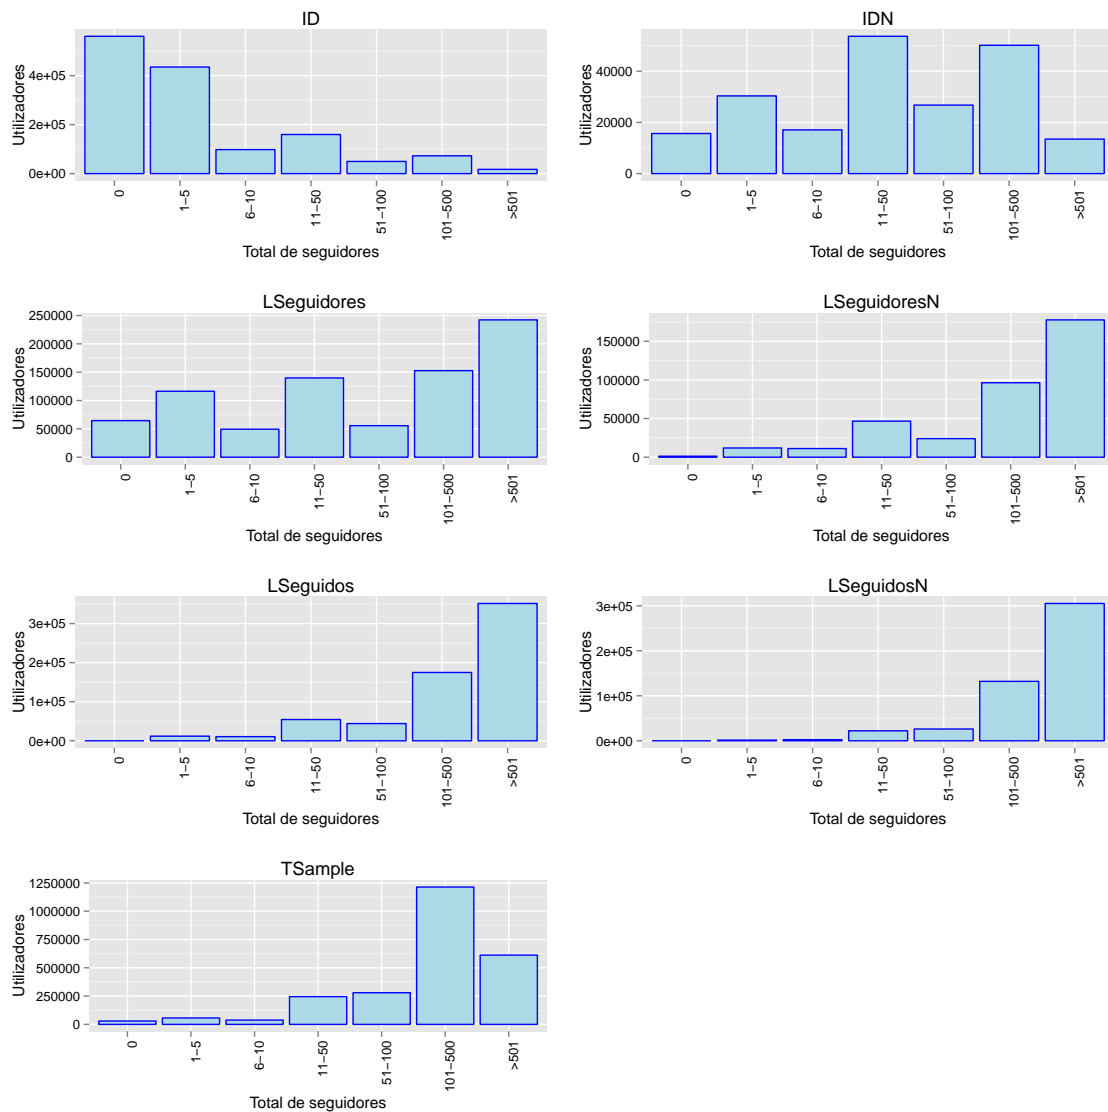 ID
Utilizadores
4e+05
2e+05
0e+00
0
1−5
6−10
11−50
51−100
101−500
>501
Total de seguidores
IDN
Utilizadores
40000
20000
0
0
1−5
6−10
11−50
51−100
101−500
>501
Total de seguidores
LSeguidores
Utilizadores
250000
200000
150000
100000
50000
0
0
1−5
6−10
11−50
51−100
101−500
>501
Total de seguidores
LSeguidoresN
Utilizadores
150000
100000
50000
0
0
1−5
6−10
11−50
51−100
101−500
>501
Total de seguidores
LSeguidos
Utilizadores
3e+05
2e+05
1e+05
0e+00
0
1−5
6−10
11−50
51−100
101−500
>501
Total de seguidores
LSeguidosN
Utilizadores
3e+05
2e+05
1e+05
0e+00
0
1−5
6−10
11−50
51−100
101−500
>501
Total de seguidores
TSample
Utilizadores
1250000
1000000
750000
500000
250000
0
0
1−5
6−10
11−50
51−100
101−500
>501
Total de seguidores